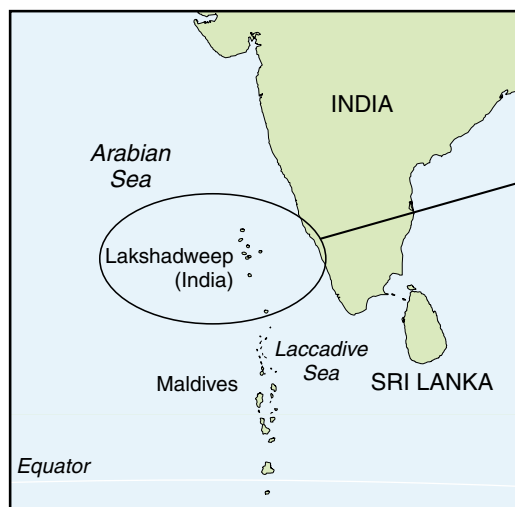 INDIA
Arabian
Sea
Lakshadweep
(India)
Laccadive
Sea
Maldives
SRI LANKA
Equator